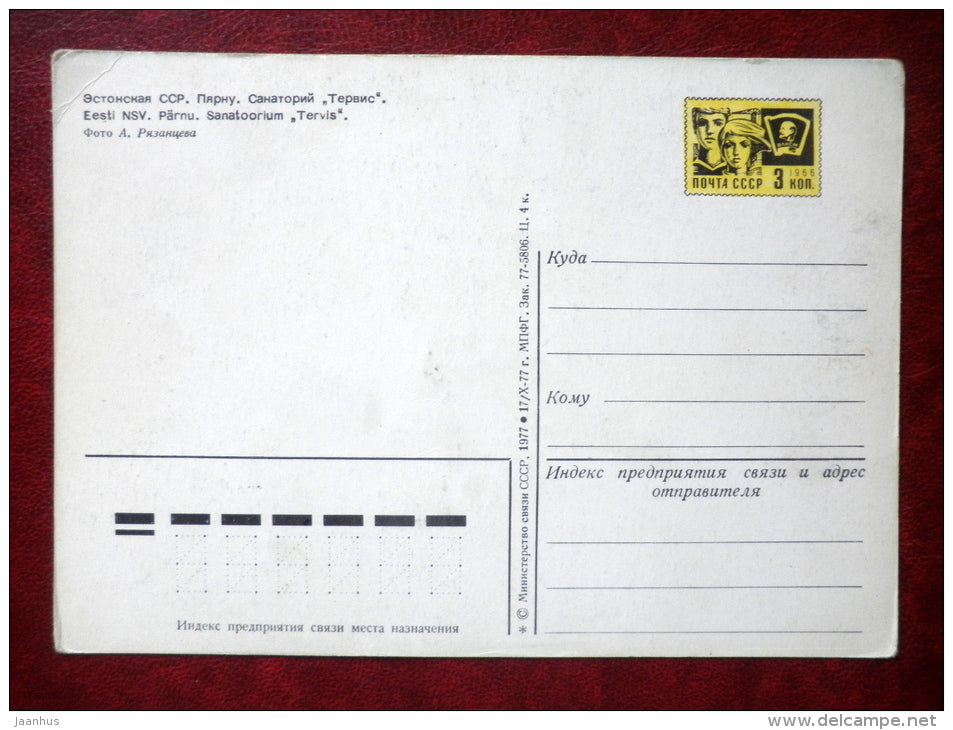 Эстонская ССР. Пярну. Санаторий „Тервис“.
Eesti NSV. Pärnu. Sanatoorium „Tervis“.
Фото А. Рязанцева
1966
ПОЧТА СССР 3 КОП.
Куда
Кому
Индекс предприятия связи и адрес
отправителя
* © Министерство связи СССР, 1977 ● 17/X-77 г. МПФГ. Зак. 77-5806. Ц. 4 к.
Индекс предприятия связи места назначения
jaanhus
www.delcampe.net